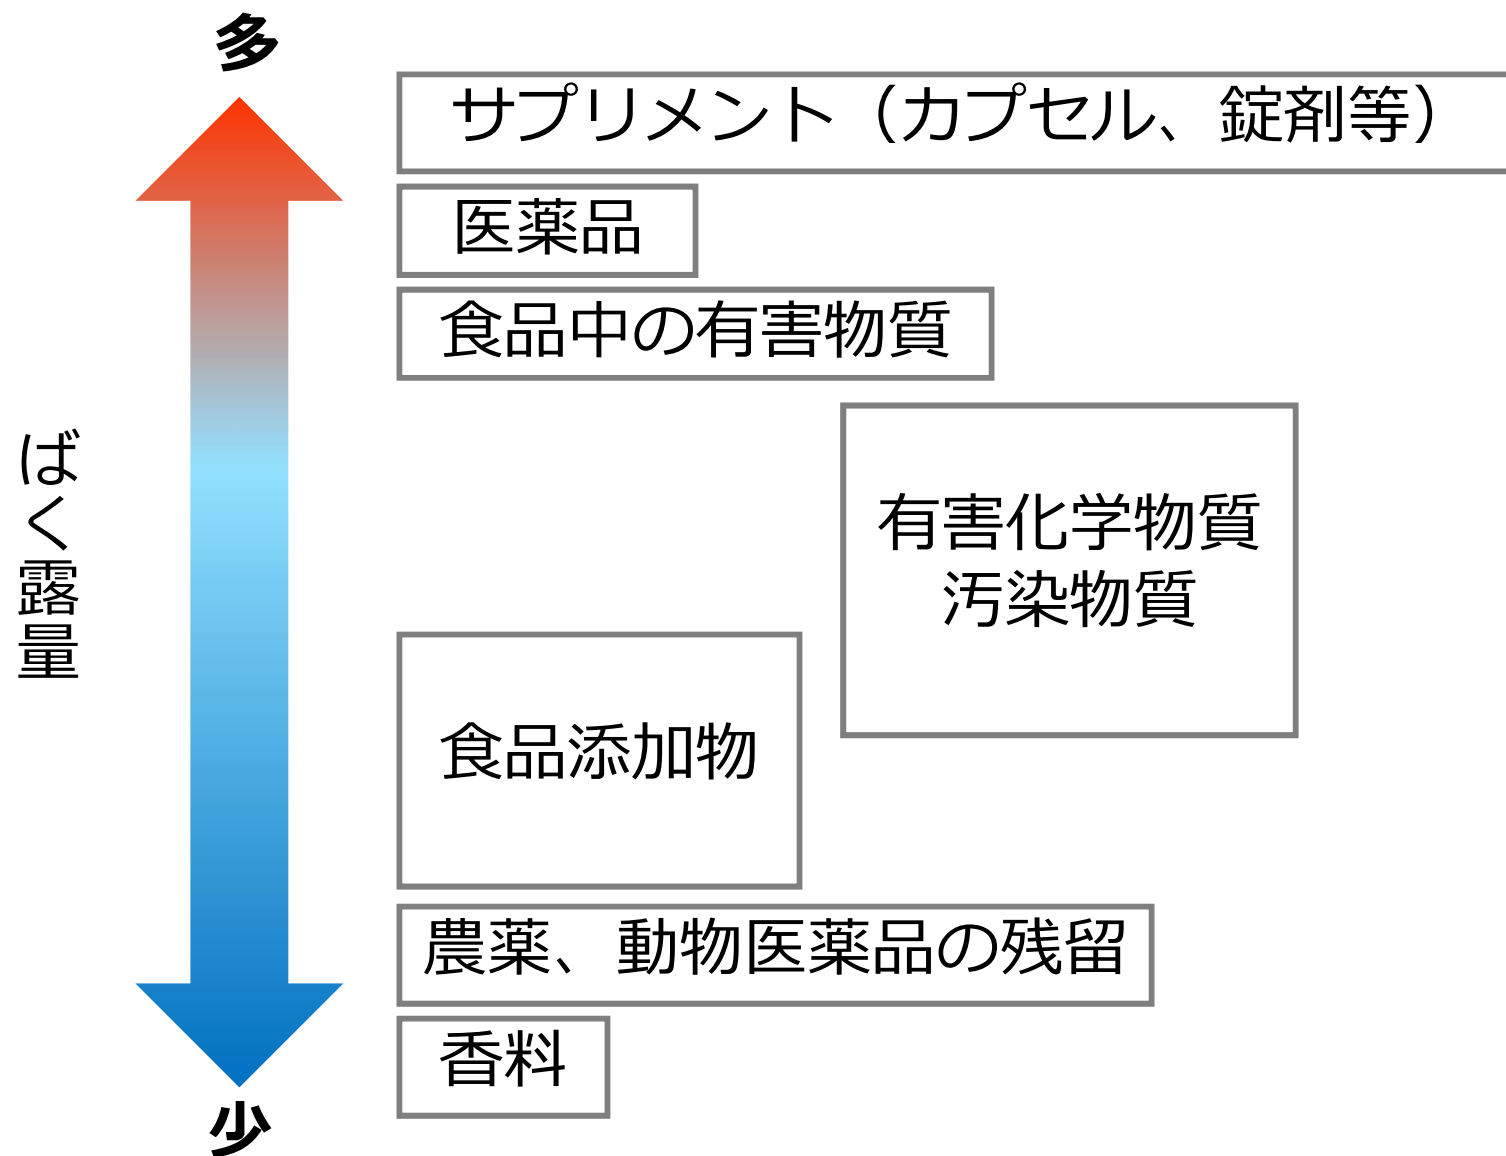 多
サプリメント（カプセル、錠剤等）
医薬品
食品中の有害物質
ばく露量
有害化学物質
汚染物質
食品添加物
農薬、動物医薬品の残留
香料
少